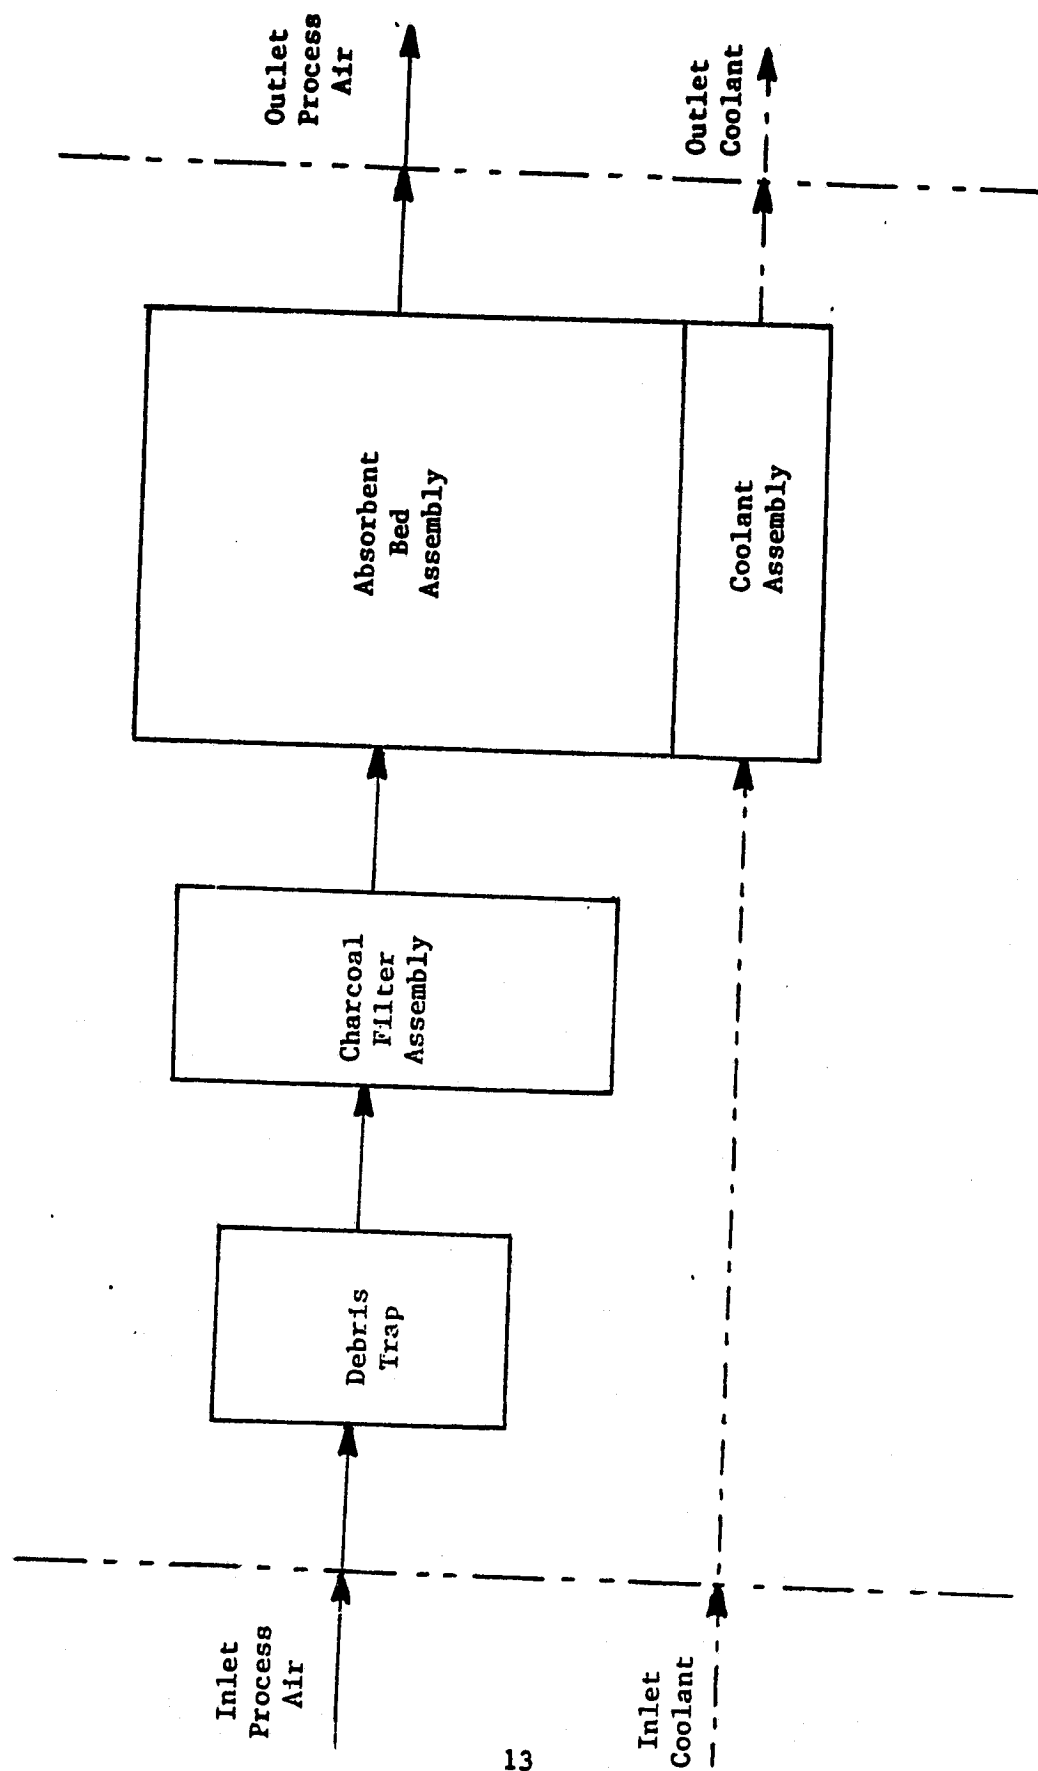 Inlet
Process
Air
Debris
Trap
Charcoal
Filter
Assembly
Absorbent
Bed
Assembly
Outlet
Process
Air
Inlet
Coolant
Coolant
Assembly
Outlet
Coolant
13